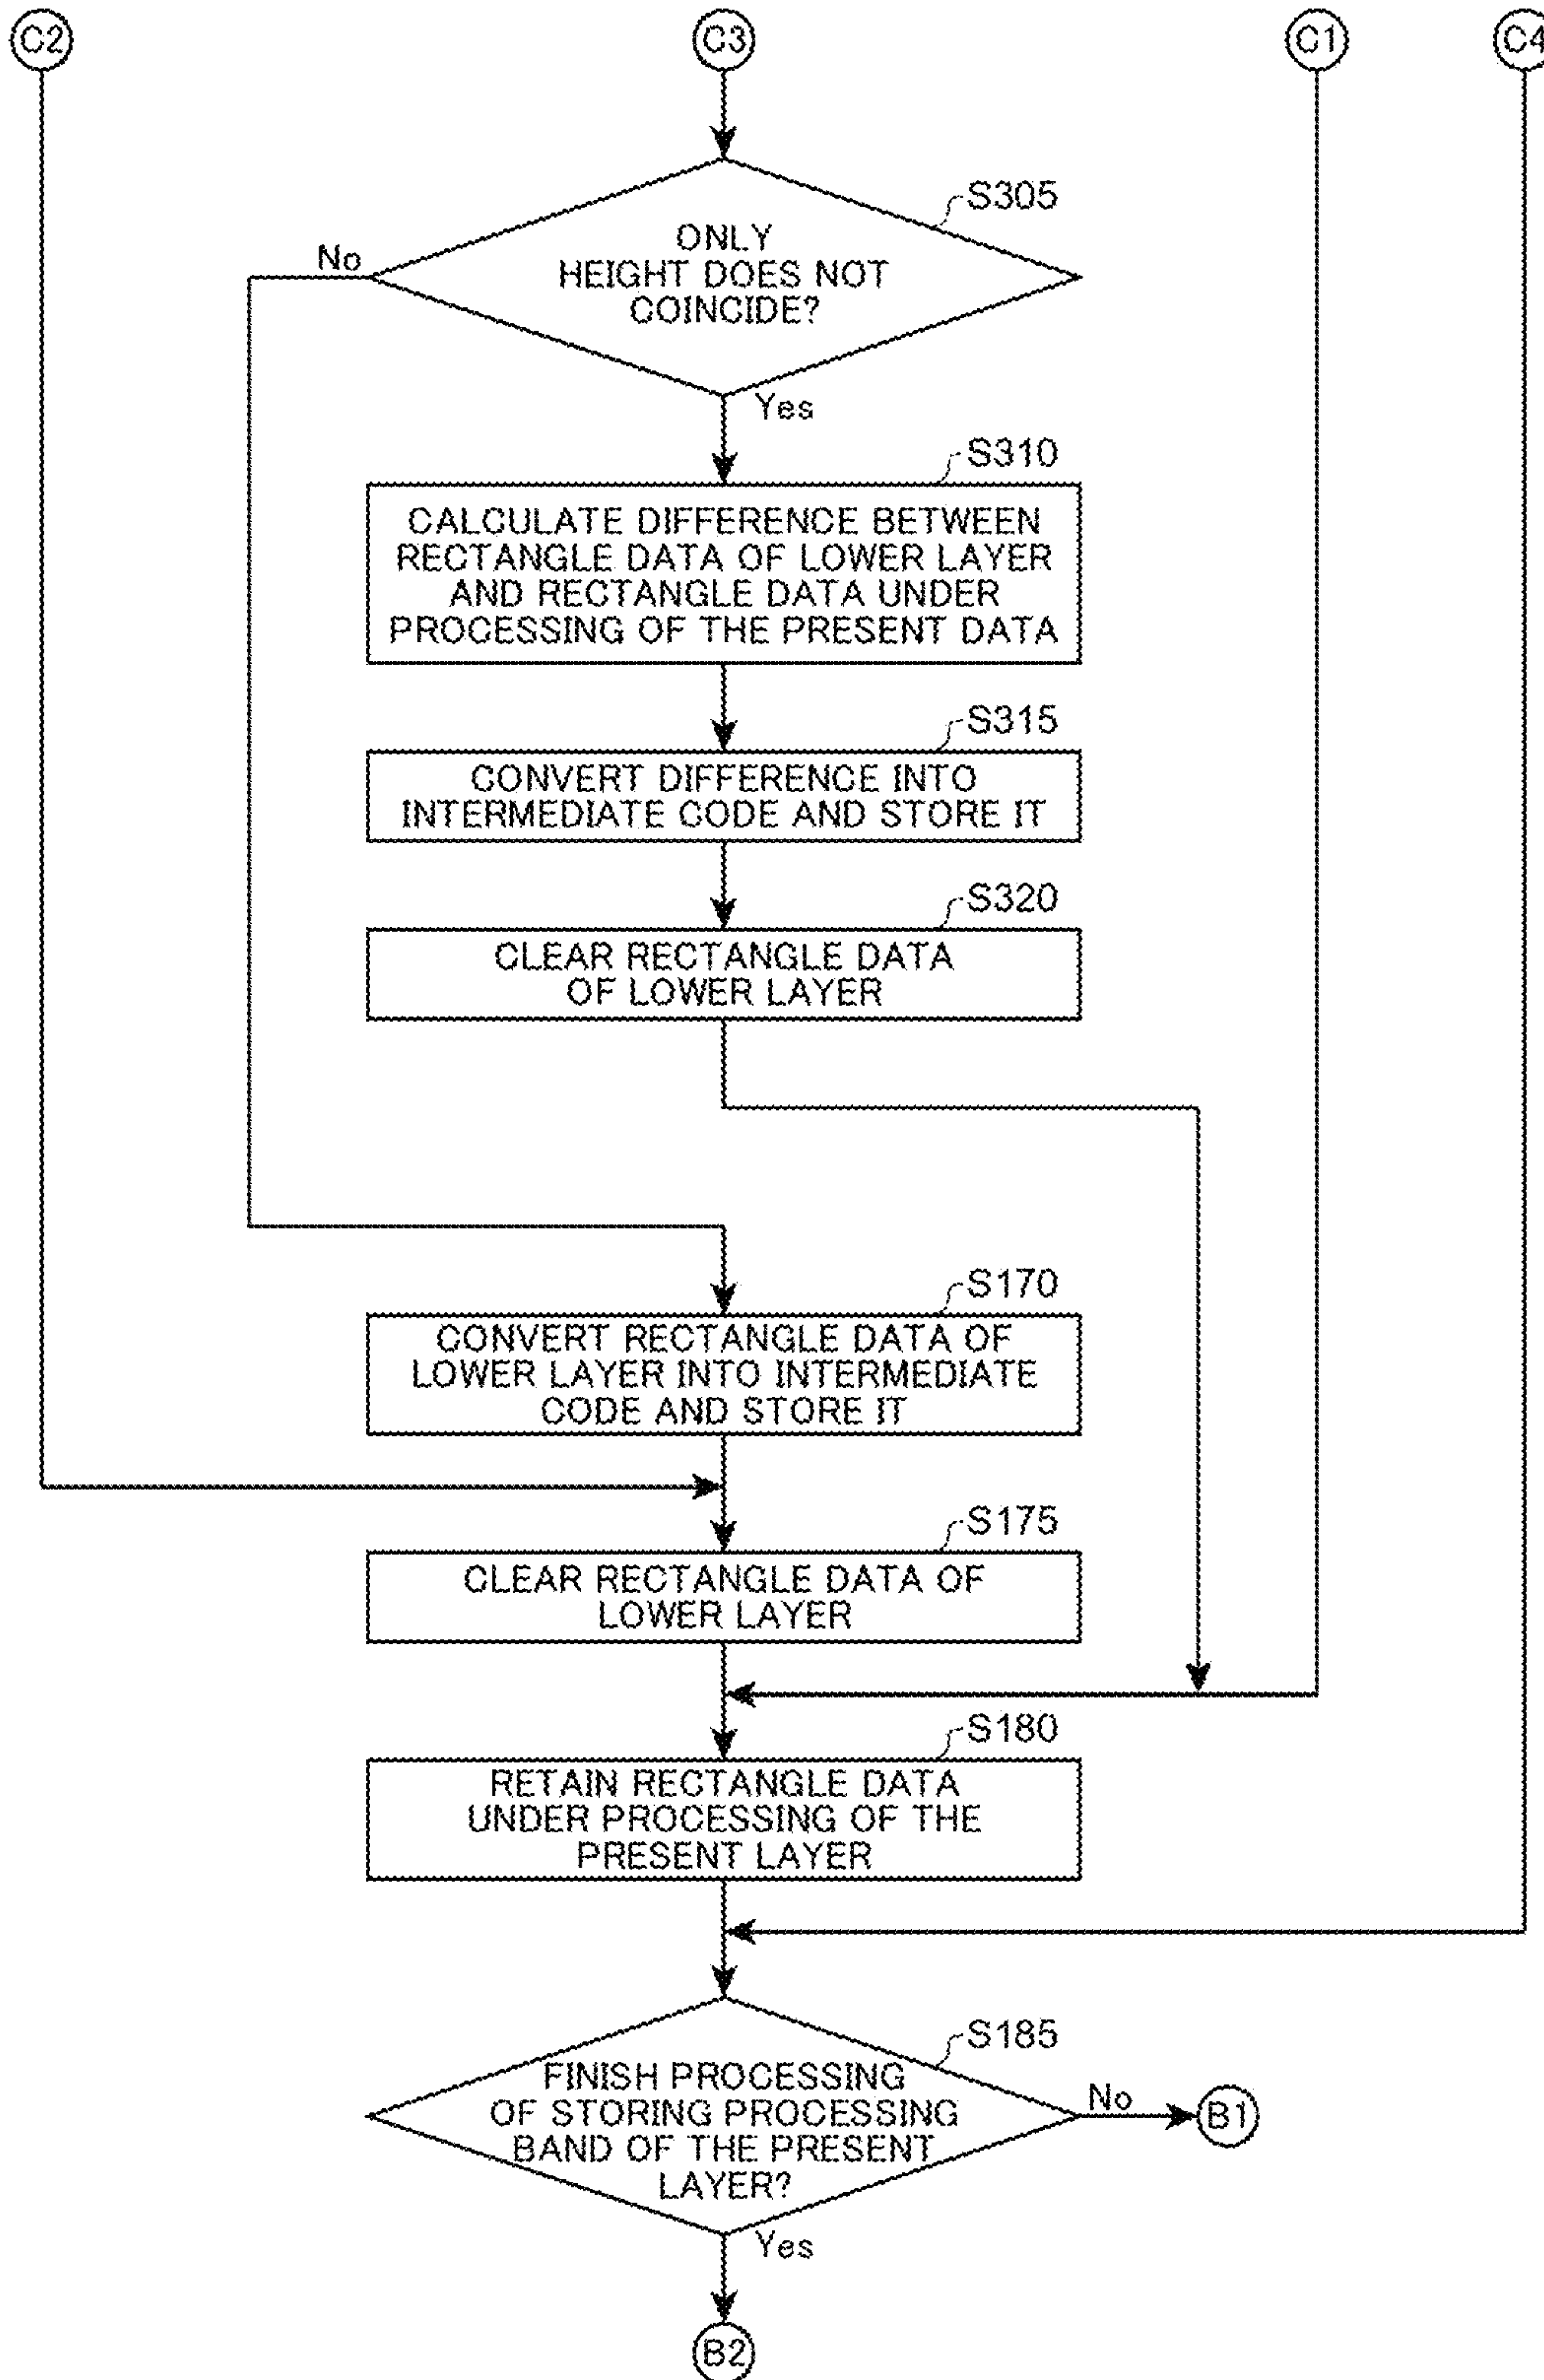 C2
C3
C1
C4
S305
ONLY
HEIGHT DOES NOT
COINCIDE?
No
Yes
S310
CALCULATE DIFFERENCE BETWEEN
RECTANGLE DATA OF LOWER LAYER
AND RECTANGLE DATA UNDER
PROCESSING OF THE PRESENT DATA
S315
CONVERT DIFFERENCE INTO
INTERMEDIATE CODE AND STORE IT
S320
CLEAR RECTANGLE DATA
OF LOWER LAYER
S170
CONVERT RECTANGLE DATA OF
LOWER LAYER INTO INTERMEDIATE
CODE AND STORE IT
S175
CLEAR RECTANGLE DATA OF
LOWER LAYER
S180
RETAIN RECTANGLE DATA
UNDER PROCESSING OF THE
PRESENT LAYER
S185
FINISH PROCESSING
OF STORING PROCESSING
BAND OF THE PRESENT
LAYER?
No
B1
Yes
B2